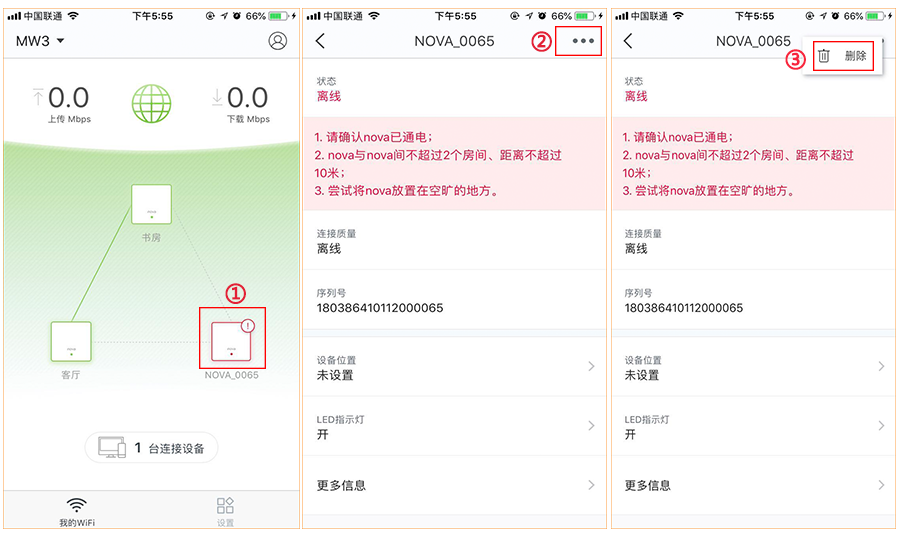 中国联通 下午5:55 66%
MW3
0.0
上传 Mbps
0.0
下载 Mbps
nova
书房
①
nova
客厅
nova
!
NOVA_0065
1 台连接设备
我的WiFi
设置
中国联通 下午5:55 66%
NOVA_0065
②
状态
离线
1. 请确认nova已通电;
2. nova与nova间不超过2个房间、距离不超过
10米;
3. 尝试将nova放置在空旷的地方。
连接质量
离线
序列号
180386410112000065
设备位置
未设置
LED指示灯
开
更多信息
中国联通 下午5:55 66%
NOVA_0065
③
删除
状态
离线
1. 请确认nova已通电;
2. nova与nova间不超过2个房间、距离不超过
10米;
3. 尝试将nova放置在空旷的地方。
连接质量
离线
序列号
180386410112000065
设备位置
未设置
LED指示灯
开
更多信息